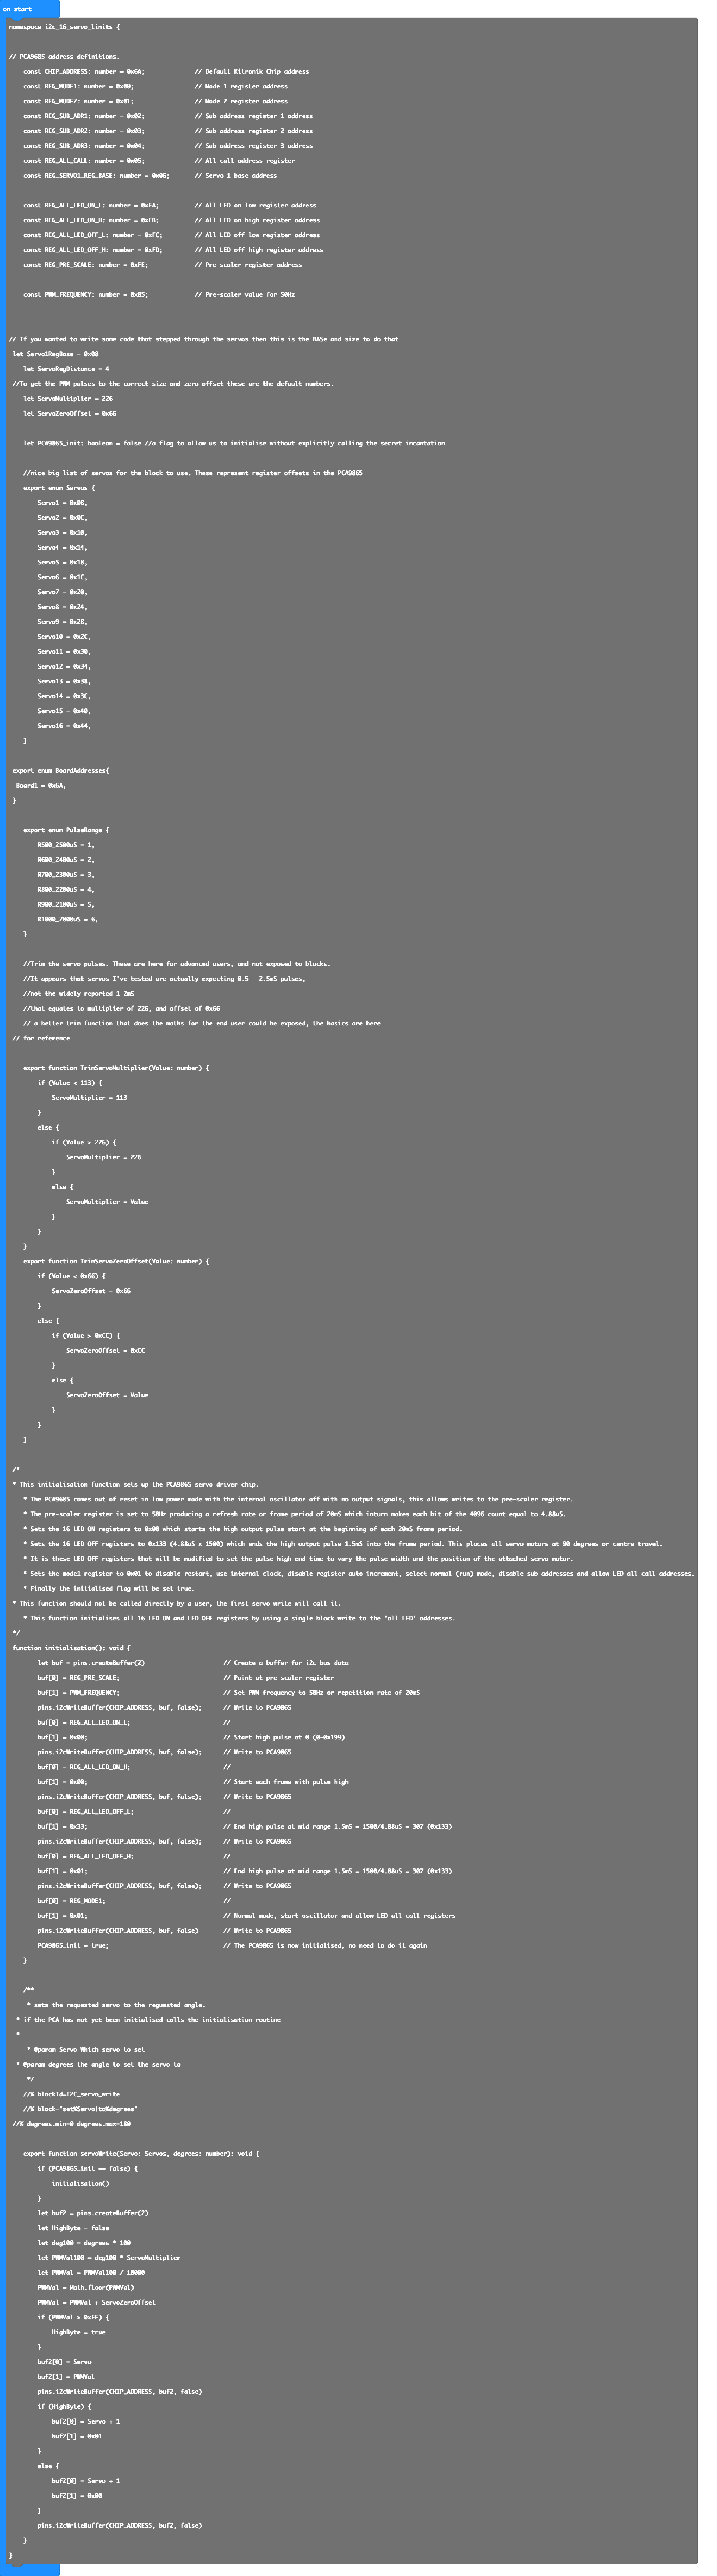 on start
namespace i2c_16_servo_limits {
// PCA9685 address definitions.
const CHIP_ADDRESS: number = 0x6A; // Default Kitronik Chip address
const REG_MODE1: number = 0x00; // Mode 1 register address
const REG_MODE2: number = 0x01; // Mode 2 register address
const REG_SUB_ADR1: number = 0x02; // Sub address register 1 address
const REG_SUB_ADR2: number = 0x03; // Sub address register 2 address
const REG_SUB_ADR3: number = 0x04; // Sub address register 3 address
const REG_ALL_CALL: number = 0x05; // All call address register
const REG_SERVO1_REG_BASE: number = 0x06; // Servo 1 base address
const REG_ALL_LED_ON_L: number = 0xFA; // All LED on low register address
const REG_ALL_LED_ON_H: number = 0xFB; // All LED on high register address
const REG_ALL_LED_OFF_L: number = 0xFC; // All LED off low register address
const REG_ALL_LED_OFF_H: number = 0xFD; // All LED off high register address
const REG_PRE_SCALE: number = 0xFE; // Pre-scaler register address
const PWM_FREQUENCY: number = 0x85; // Pre-scaler value for 50Hz
// If you wanted to write some code that stepped through the servos then this is the BASe and size to do that
let Servo1RegBase = 0x08
let ServoRegDistance = 4
//To get the PWM pulses to the correct size and zero offset these are the default numbers.
let ServoMultiplier = 226
let ServoZeroOffset = 0x66
let PCA9865_init: boolean = false //a flag to allow us to initialise without explicitly calling the secret incantation
//nice big list of servos for the block to use. These represent register offsets in the PCA9865
export enum Servos {
Servo1 = 0x08,
Servo2 = 0x0C,
Servo3 = 0x10,
Servo4 = 0x14,
Servo5 = 0x18,
Servo6 = 0x1C,
Servo7 = 0x20,
Servo8 = 0x24,
Servo9 = 0x28,
Servo10 = 0x2C,
Servo11 = 0x30,
Servo12 = 0x34,
Servo13 = 0x38,
Servo14 = 0x3C,
Servo15 = 0x40,
Servo16 = 0x44,
}
export enum BoardAddresses{
Board1 = 0x6A,
}
export enum PulseRange {
R500_2500uS = 1,
R600_2400uS = 2,
R700_2300uS = 3,
R800_2200uS = 4,
R900_2100uS = 5,
R1000_2000uS = 6,
}
//Trim the servo pulses. These are here for advanced users, and not exposed to blocks.
//It appears that servos I've tested are actually expecting 0.5 - 2.5mS pulses,
//not the widely reported 1-2mS
//that equates to multiplier of 226, and offset of 0x66
// a better trim function that does the maths for the end user could be exposed, the basics are here
// for reference
export function TrimServoMultiplier(Value: number) {
if (Value < 113) {
ServoMultiplier = 113
}
else {
if (Value > 226) {
ServoMultiplier = 226
}
else {
ServoMultiplier = Value
}
}
}
export function TrimServoZeroOffset(Value: number) {
if (Value < 0x66) {
ServoZeroOffset = 0x66
}
else {
if (Value > 0xCC) {
ServoZeroOffset = 0xCC
}
else {
ServoZeroOffset = Value
}
}
}
/*
* This initialisation function sets up the PCA9865 servo driver chip.
* The PCA9685 comes out of reset in low power mode with the internal oscillator off with no output signals, this allows writes to the pre-scaler register.
* The pre-scaler register is set to 50Hz producing a refresh rate or frame period of 20mS which inturn makes each bit of the 4096 count equal to 4.88uS.
* Sets the 16 LED ON registers to 0x00 which starts the high output pulse start at the beginning of each 20mS frame period.
* Sets the 16 LED OFF registers to 0x133 (4.88uS x 1500) which ends the high output pulse 1.5mS into the frame period. This places all servo motors at 90 degrees or centre travel.
* It is these LED OFF registers that will be modified to set the pulse high end time to vary the pulse width and the position of the attached servo motor.
* Sets the mode1 register to 0x01 to disable restart, use internal clock, disable register auto increment, select normal (run) mode, disable sub addresses and allow LED all call addresses.
* Finally the initialised flag will be set true.
* This function should not be called directly by a user, the first servo write will call it.
* This function initialises all 16 LED ON and LED OFF registers by using a single block write to the 'all LED' addresses.
*/
function initialisation(): void {
let buf = pins.createBuffer(2) // Create a buffer for i2c bus data
buf[0] = REG_PRE_SCALE; // Point at pre-scaler register
buf[1] = PWM_FREQUENCY; // Set PWM frequency to 50Hz or repetition rate of 20mS
pins.i2cWriteBuffer(CHIP_ADDRESS, buf, false); // Write to PCA9865
buf[0] = REG_ALL_LED_ON_L; //
buf[1] = 0x00; // Start high pulse at 0 (0-0x199)
pins.i2cWriteBuffer(CHIP_ADDRESS, buf, false); // Write to PCA9865
buf[0] = REG_ALL_LED_ON_H; //
buf[1] = 0x00; // Start each frame with pulse high
pins.i2cWriteBuffer(CHIP_ADDRESS, buf, false); // Write to PCA9865
buf[0] = REG_ALL_LED_OFF_L; //
buf[1] = 0x33; // End high pulse at mid range 1.5mS = 1500/4.88uS = 307 (0x133)
pins.i2cWriteBuffer(CHIP_ADDRESS, buf, false); // Write to PCA9865
buf[0] = REG_ALL_LED_OFF_H; //
buf[1] = 0x01; // End high pulse at mid range 1.5mS = 1500/4.88uS = 307 (0x133)
pins.i2cWriteBuffer(CHIP_ADDRESS, buf, false); // Write to PCA9865
buf[0] = REG_MODE1; //
buf[1] = 0x01; // Normal mode, start oscillator and allow LED all call registers
pins.i2cWriteBuffer(CHIP_ADDRESS, buf, false) // Write to PCA9865
PCA9865_init = true; // The PCA9865 is now initialised, no need to do it again
}
/**
* sets the requested servo to the reguested angle.
* if the PCA has not yet been initialised calls the initialisation routine
*
* @param Servo Which servo to set
* @param degrees the angle to set the servo to
*/
//% blockId=I2C_servo_write
//% block="set%Servo|to%degrees"
//% degrees.min=0 degrees.max=180
export function servoWrite(Servo: Servos, degrees: number): void {
if (PCA9865_init == false) {
initialisation()
}
let buf2 = pins.createBuffer(2)
let HighByte = false
let deg100 = degrees * 100
let PWMVal100 = deg100 * ServoMultiplier
let PWMVal = PWMVal100 / 10000
PWMVal = Math.floor(PWMVal)
PWMVal = PWMVal + ServoZeroOffset
if (PWMVal > 0xFF) {
HighByte = true
}
buf2[0] = Servo
buf2[1] = PWMVal
pins.i2cWriteBuffer(CHIP_ADDRESS, buf2, false)
if (HighByte) {
buf2[0] = Servo + 1
buf2[1] = 0x01
}
else {
buf2[0] = Servo + 1
buf2[1] = 0x00
}
pins.i2cWriteBuffer(CHIP_ADDRESS, buf2, false)
}
}